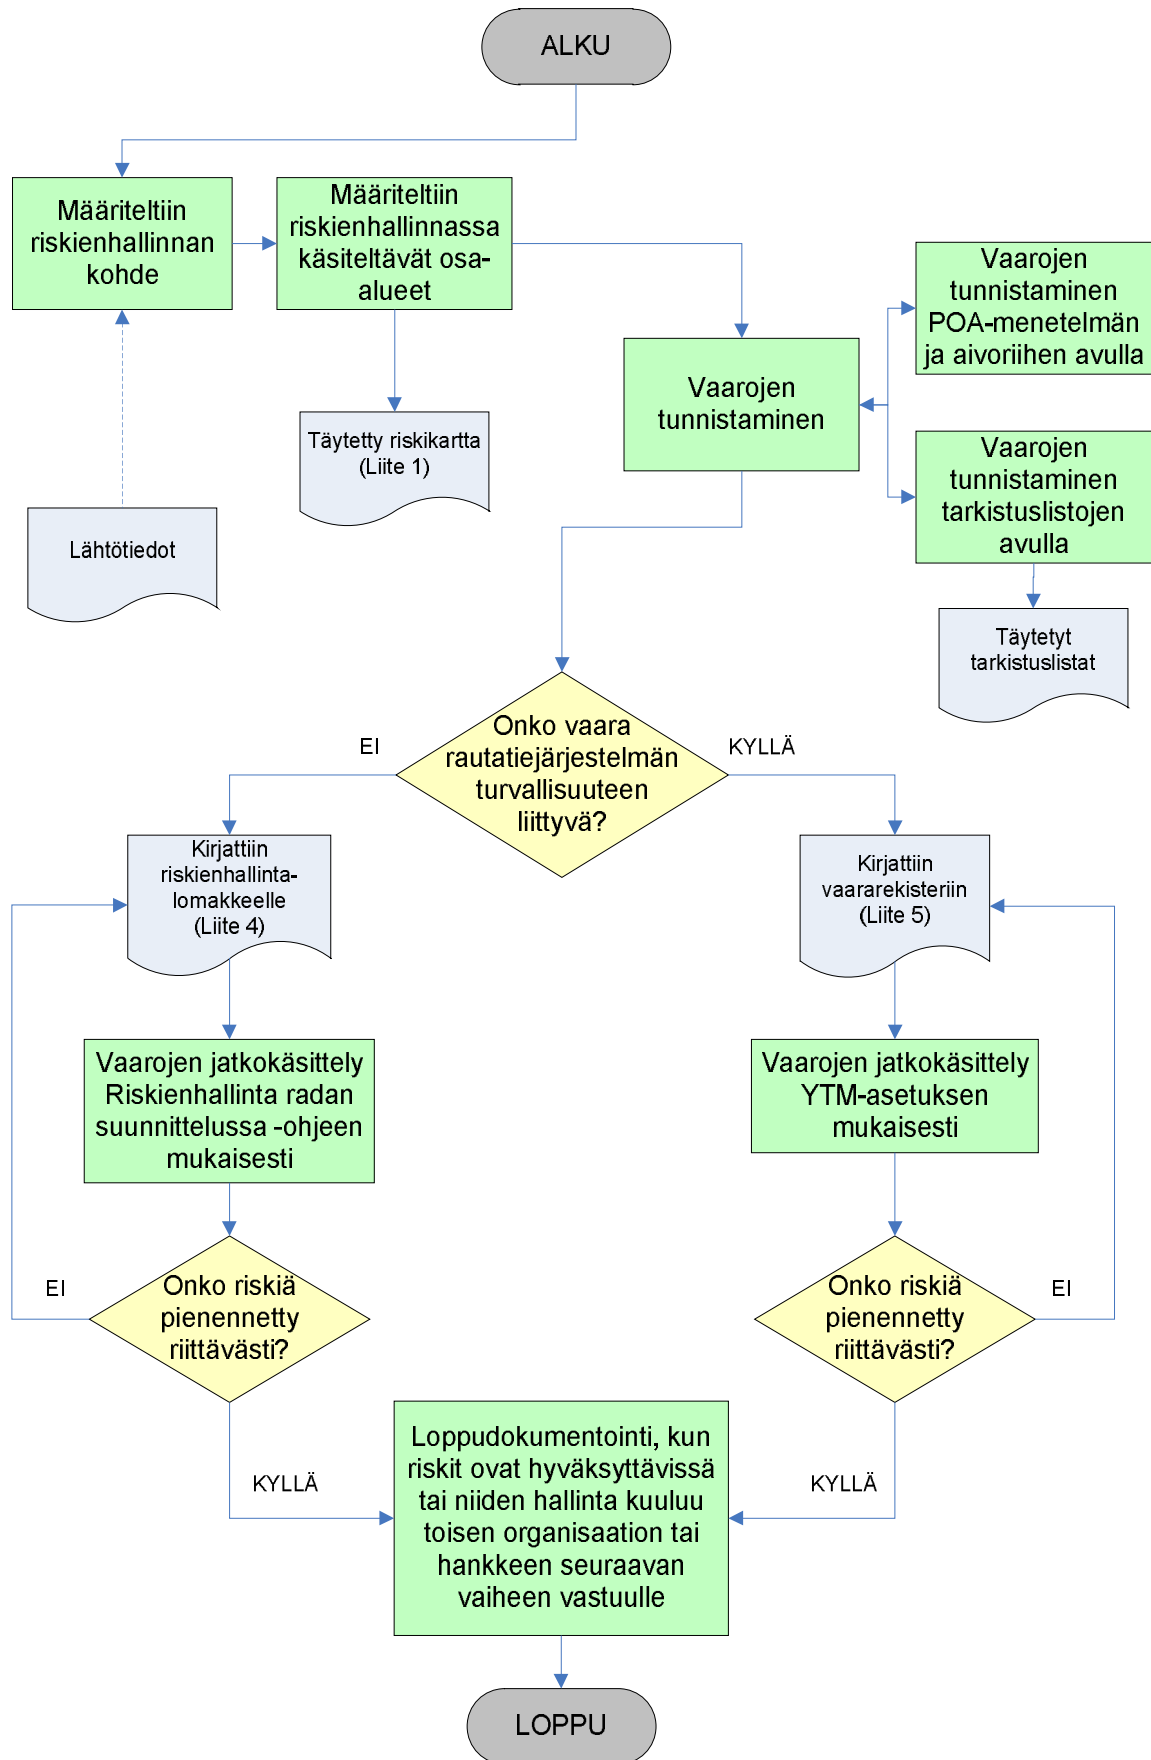 ALKU
Määriteltiin
riskienhallinnan
kohde
Määriteltiin
riskienhallinnassa
käsiteltävät osa-
alueet
Vaarojen
tunnistaminen
POA-menetelmän
ja aivoriihen avulla
Vaarojen
tunnistaminen
Täytetty riskikartta
(Liite 1)
Vaarojen
tunnistaminen
tarkistuslistojen
avulla
Lähtötiedot
Täytetyt
tarkistuslistat
Onko vaara
rautatiejärjestelmän
turvallisuuteen
liittyvä?
EI
KYLLÄ
Kirjattiin
riskienhallinta-
lomakkeelle
(Liite 4)
Kirjattiin
vaararekisteriin
(Liite 5)
Vaarojen jatkokäsittely
Riskienhallinta radan
suunnittelussa -ohjeen
mukaisesti
Vaarojen jatkokäsittely
YTM-asetuksen
mukaisesti
EI
Onko riskiä
pienennetty
riittävästi?
Onko riskiä
pienennetty
riittävästi?
EI
KYLLÄ
Loppudokumentointi, kun
riskit ovat hyväksyttävissä
tai niiden hallinta kuuluu
toisen organisaation tai
hankkeen seuraavan
vaiheen vastuulle
KYLLÄ
LOPPU